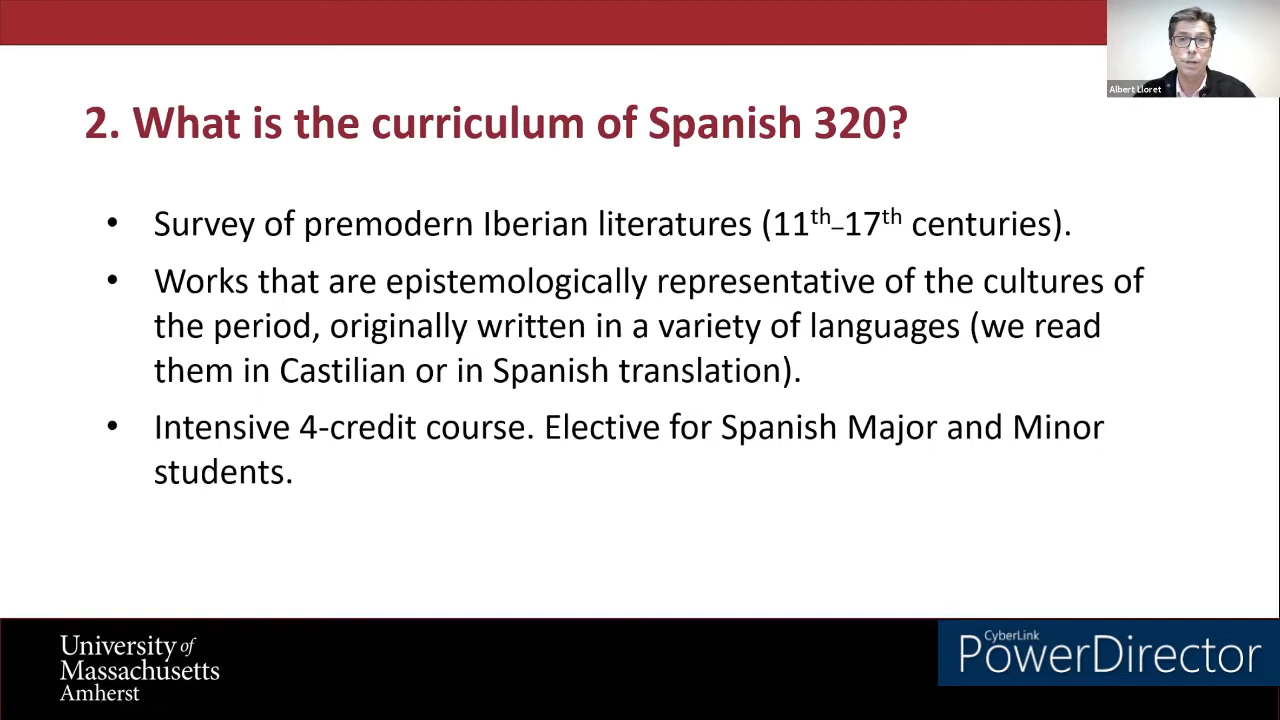 Albert Lloret
2. What is the curriculum of Spanish 320?
• Survey of premodern Iberian literatures (11th–17th centuries).
• Works that are epistemologically representative of the cultures of
the period, originally written in a variety of languages (we read
them in Castilian or in Spanish translation).
• Intensive 4-credit course. Elective for Spanish Major and Minor
students.
University of
Massachusetts
Amherst
CyberLink
PowerDirector